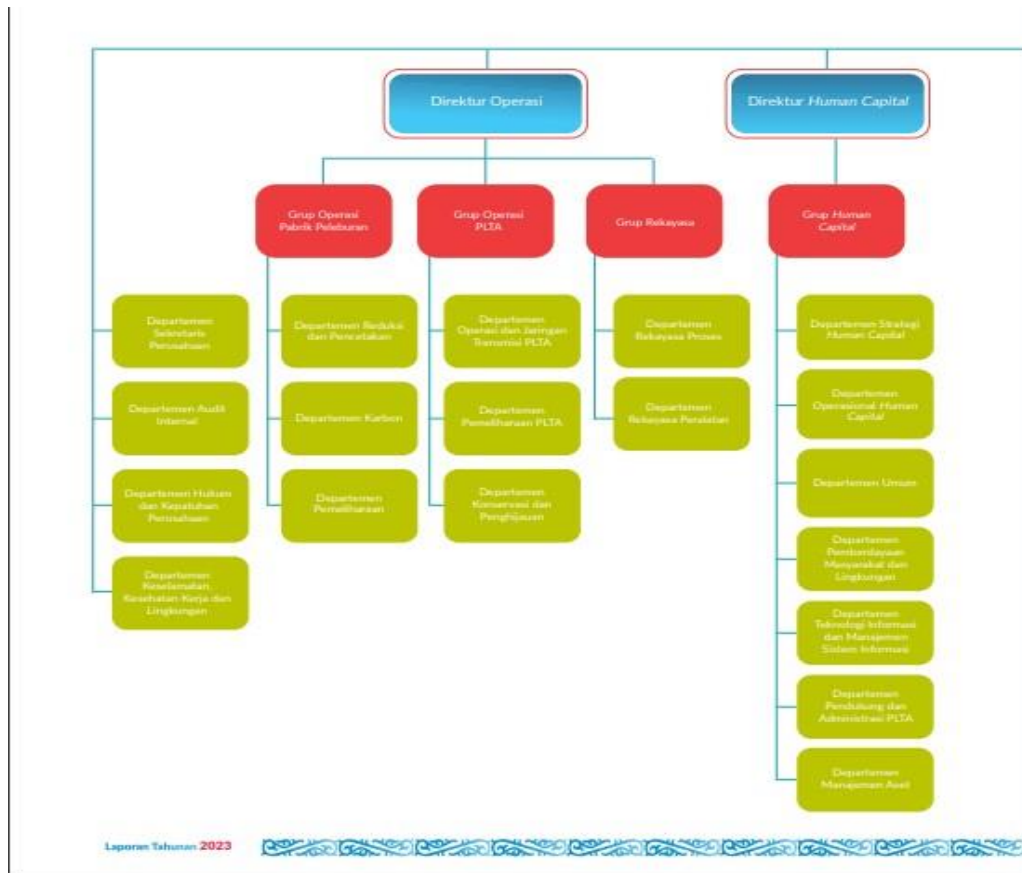 Direktur Operasi
Direktur Human Capital
Grup Operasi
Pabrik Peleburan
Grup Operasi
PLTA
Grup Rekayasa
Grup Human
Capital
Departemen
Sekretaris
Perusahaan
Departemen Audit
Internal
Departemen Hukum
dan Kepatuhan
Perusahaan
Departemen
Keselamatan,
Kesehatan Kerja dan
Lingkungan
Departemen Reduksi
dan Pencetakan
Departemen Karbon
Departemen
Pemeliharaan
Departemen
Operasi dan Jaringan
Transmisi PLTA
Departemen
Pemeliharaan PLTA
Departemen
Konservasi dan
Penghijauan
Departemen
Rekayasa Proses
Departemen
Rekayasa Peralatan
Departemen Strategi
Human Capital
Departemen
Operasional Human
Capital
Departemen Umum
Departemen
Pemberdayaan
Masyarakat dan
Lingkungan
Departemen
Teknologi Informasi
dan Manajemen
Sistem Informasi
Departemen
Pendukung dan
Administrasi PLTA
Departemen
Manajemen Aset
Laporan Tahunan 2023